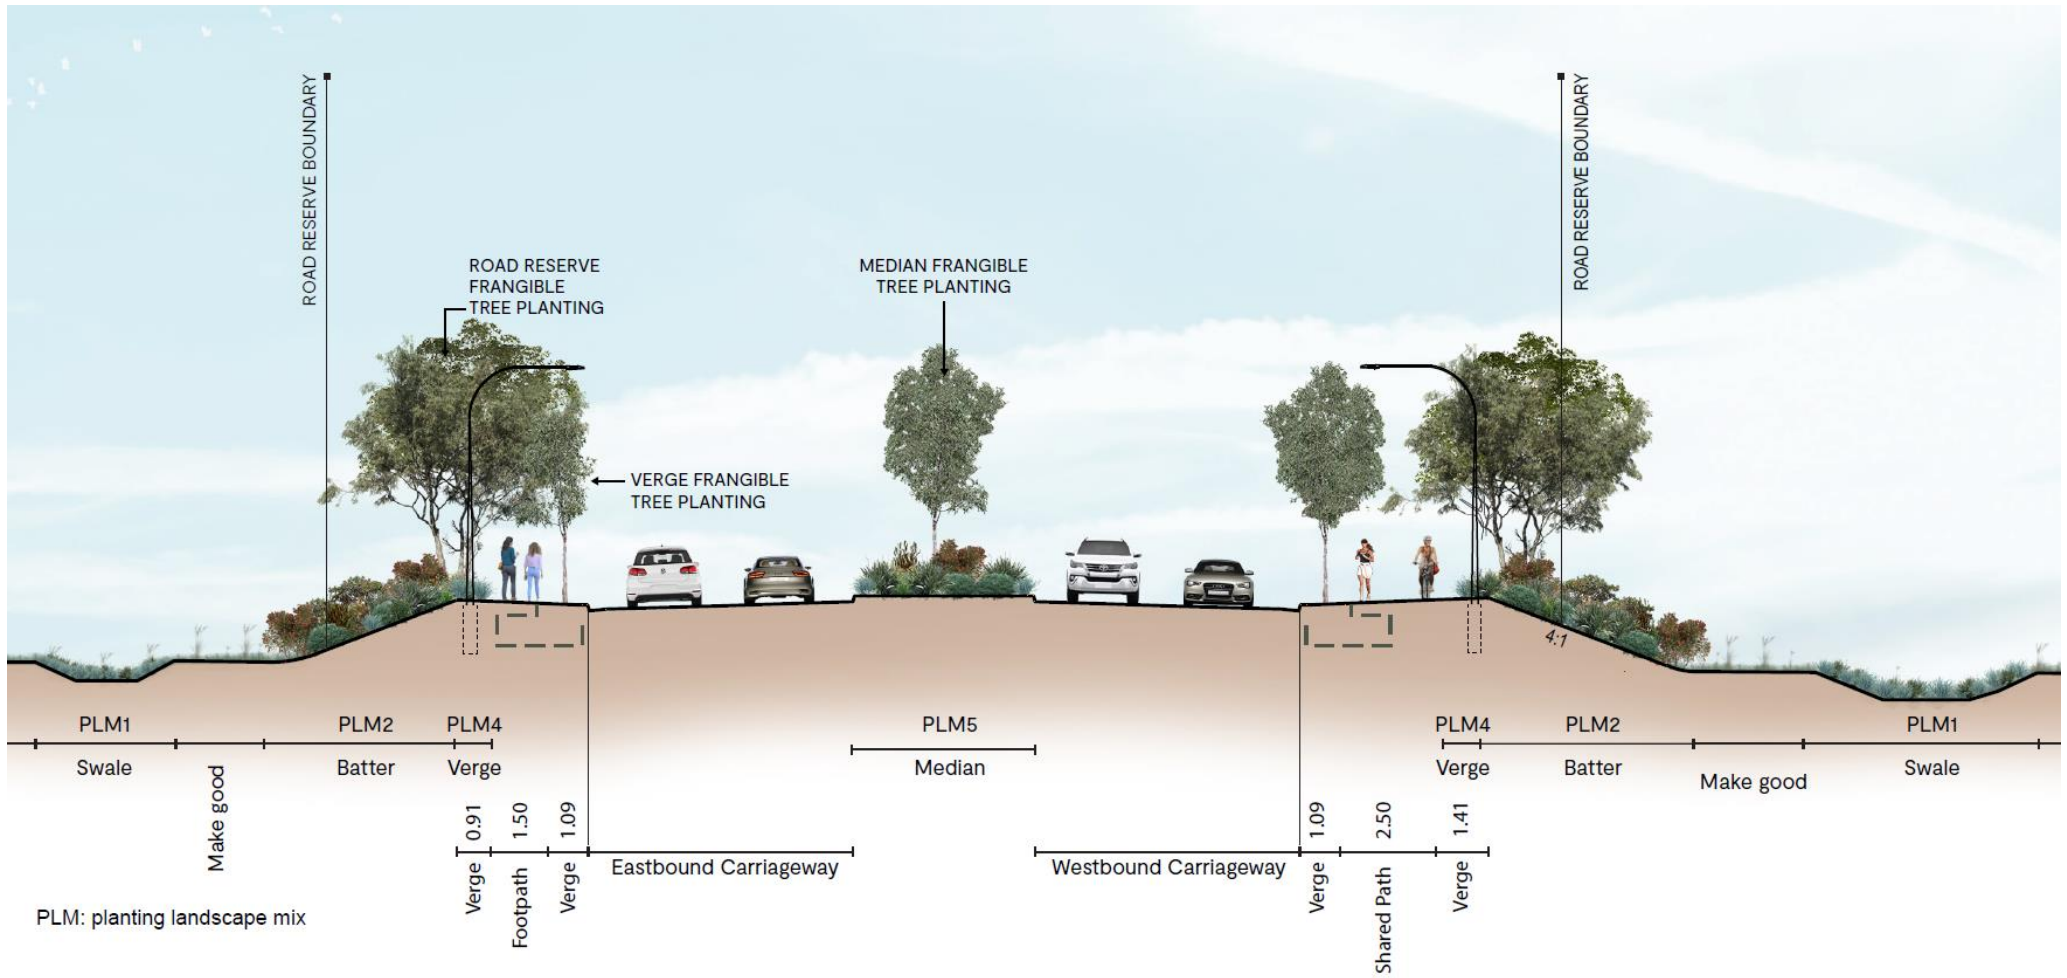 ROAD RESERVE BOUNDARY
ROAD RESERVE BOUNDARY
ROAD RESERVE
FRANGIBLE
TREE PLANTING
MEDIAN FRANGIBLE
TREE PLANTING
VERGE FRANGIBLE
TREE PLANTING
4:1
PLM1
PLM2
PLM4
PLM5
PLM4
PLM2
PLM1
Swale
Make good
Batter
Verge
Median
Verge
Batter
Make good
Swale
0.91
1.50
1.09
1.09
2.50
1.41
Verge
Footpath
Verge
Eastbound Carriageway
Westbound Carriageway
Verge
Shared Path
Verge
PLM: planting landscape mix